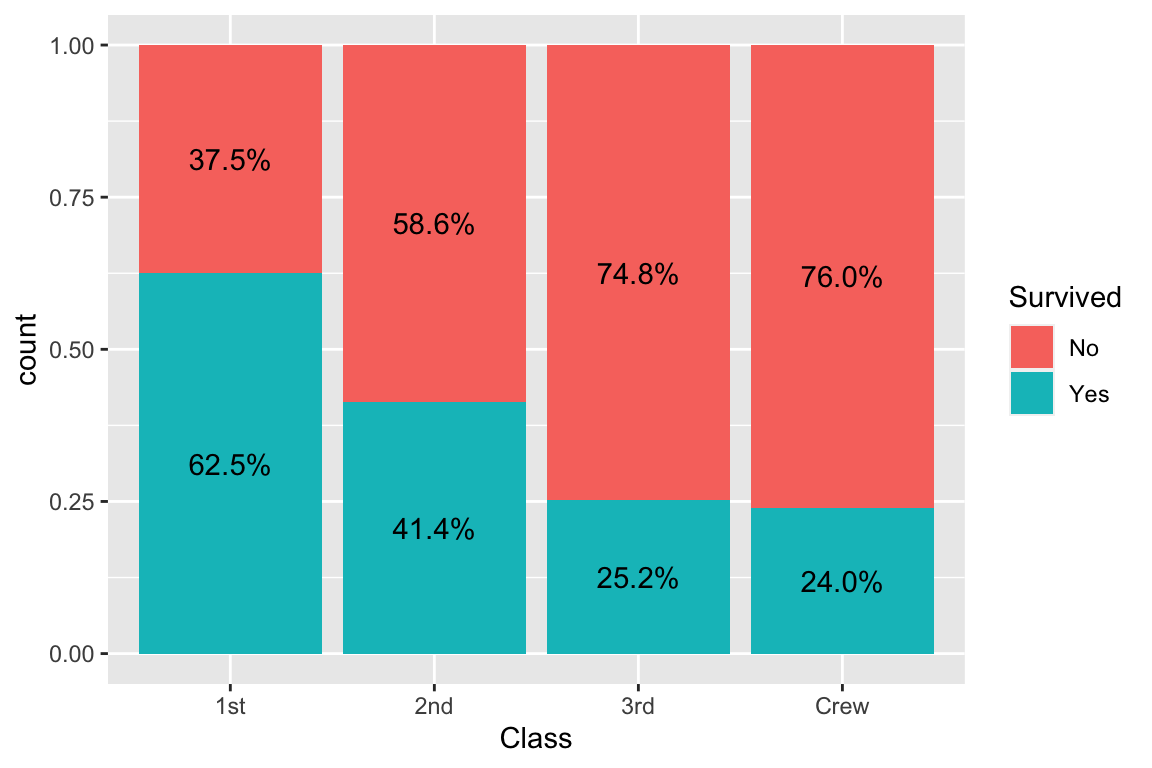 1.00
0.75
0.50
0.25
0.00
count
37.5%
58.6%
74.8%
76.0%
62.5%
41.4%
25.2%
24.0%
1st
2nd
3rd
Crew
Class
Survived
No
Yes